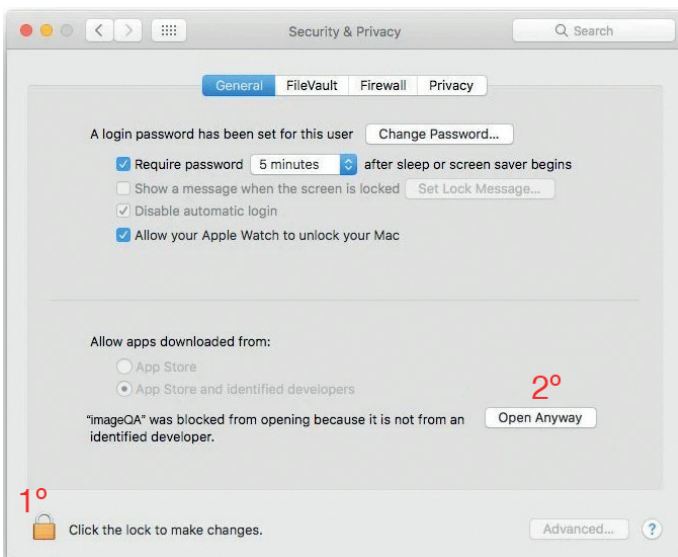 Security & Privacy
Search
General FileVault Firewall Privacy
A login password has been set for this user Change Password...
Require password 5 minutes after sleep or screen saver begins
Show a message when the screen is locked Set Lock Message...
Disable automatic login
Allow your Apple Watch to unlock your Mac
Allow apps downloaded from:
App Store
App Store and identified developers
2º
“imageQA” was blocked from opening because it is not from an Open Anyway
identified developer.
1º
Click the lock to make changes. Advanced... ?